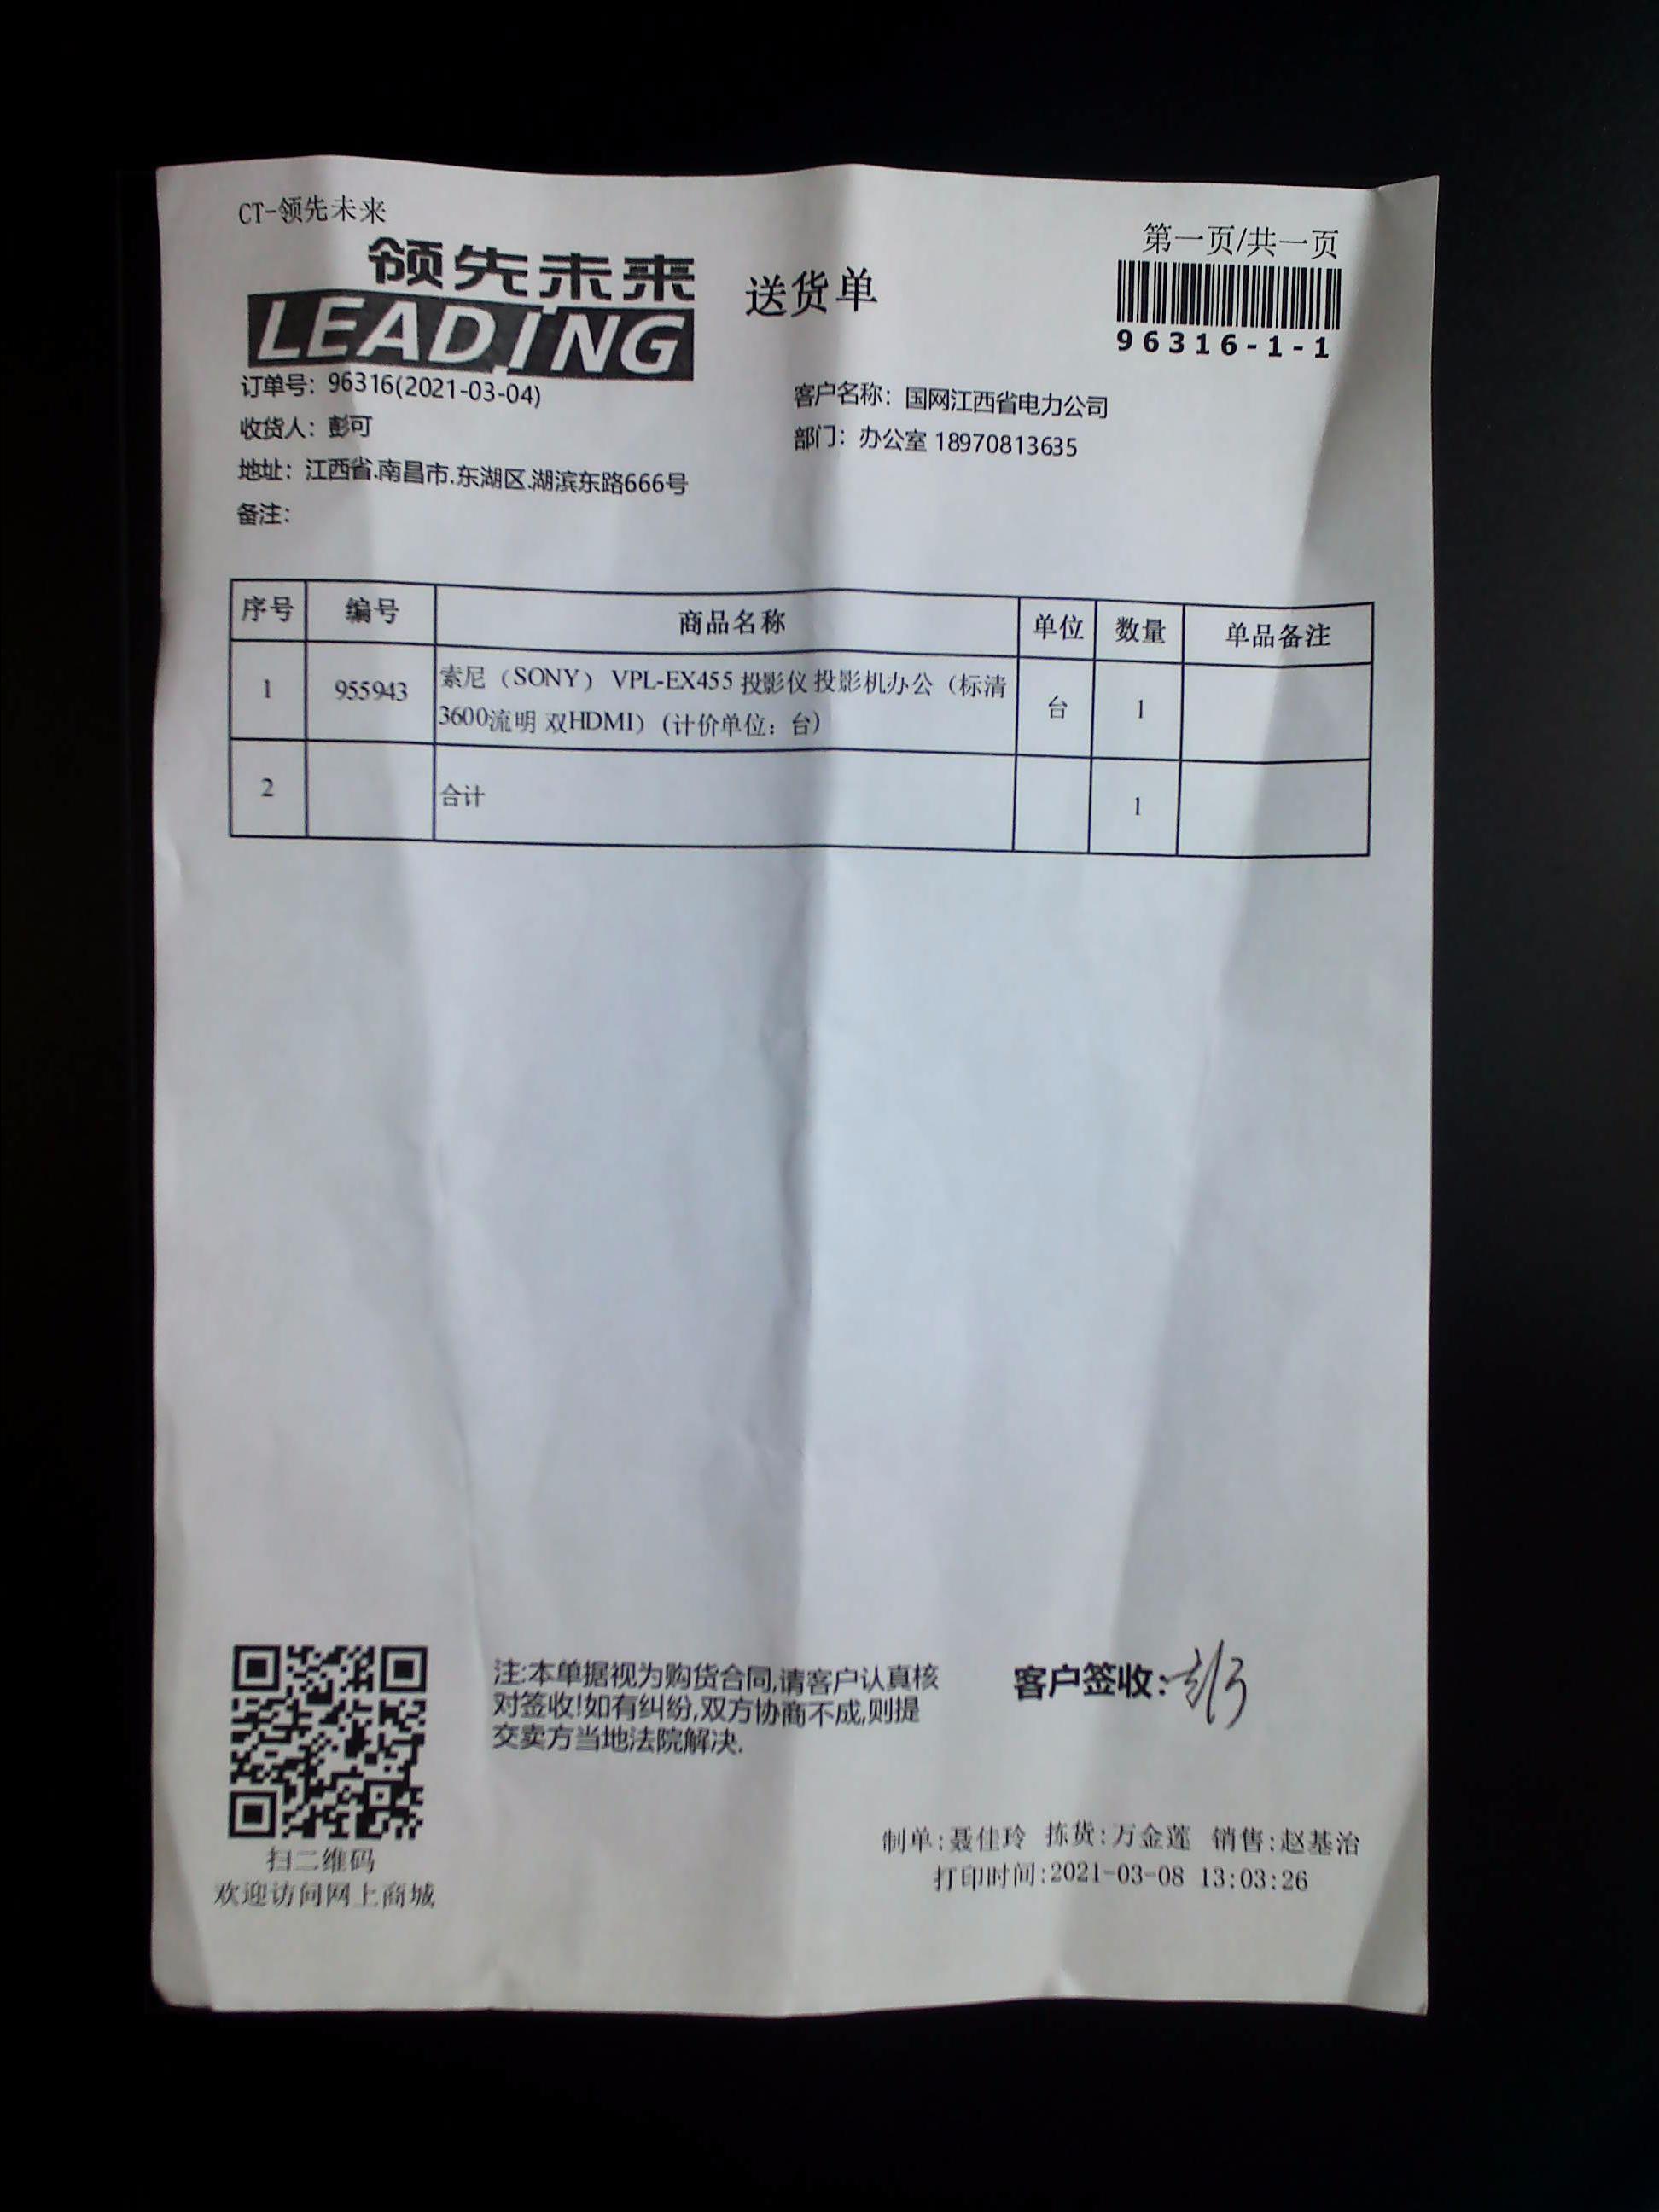 CT-领先未来
第一页/共一页
领先未来
LEADING
送货单
96316-1-1
订单号：96316(2021-03-04)
客户名称：国网江西省电力公司
收货人：彭可
部门：办公室 18970813635
地址：江西省.南昌市.东湖区.湖滨东路666号
备注：
序号 编号 商品名称 单位 数量 单品备注
1 955943 索尼（SONY） VPL-EX455 投影仪 投影机办公（标清
3600流明 双HDMI）（计价单位：台） 台 1
2 合计 1
注:本单据视为购货合同,请客户认真核
对签收!如有纠纷,双方协商不成,则提
交卖方当地法院解决.
客户签收:
扫二维码
欢迎访问网上商城
制单:聂佳玲 拣货:万金莲 销售:赵基治
打印时间:2021-03-08 13:03:26